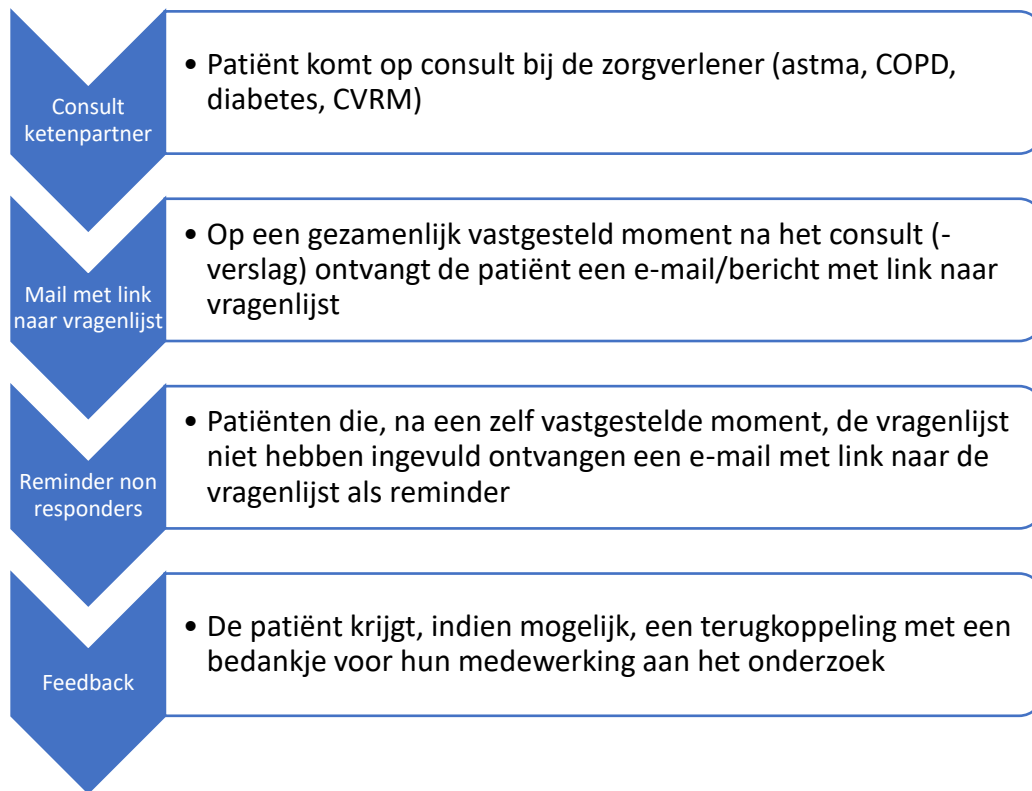 Consult
ketenpartner
• Patiënt komt op consult bij de zorgverlener (astma, COPD,
diabetes, CVRM)
Mail met link
naar vragenlijst
• Op een gezamenlijk vastgesteld moment na het consult (-
verslag) ontvangt de patiënt een e-mail/bericht met link naar
vragenlijst
Reminder non
responders
• Patiënten die, na een zelf vastgestelde moment, de vragenlijst
niet hebben ingevuld ontvangen een e-mail met link naar de
vragenlijst als reminder
Feedback
• De patiënt krijgt, indien mogelijk, een terugkoppeling met een
bedankje voor hun medewerking aan het onderzoek